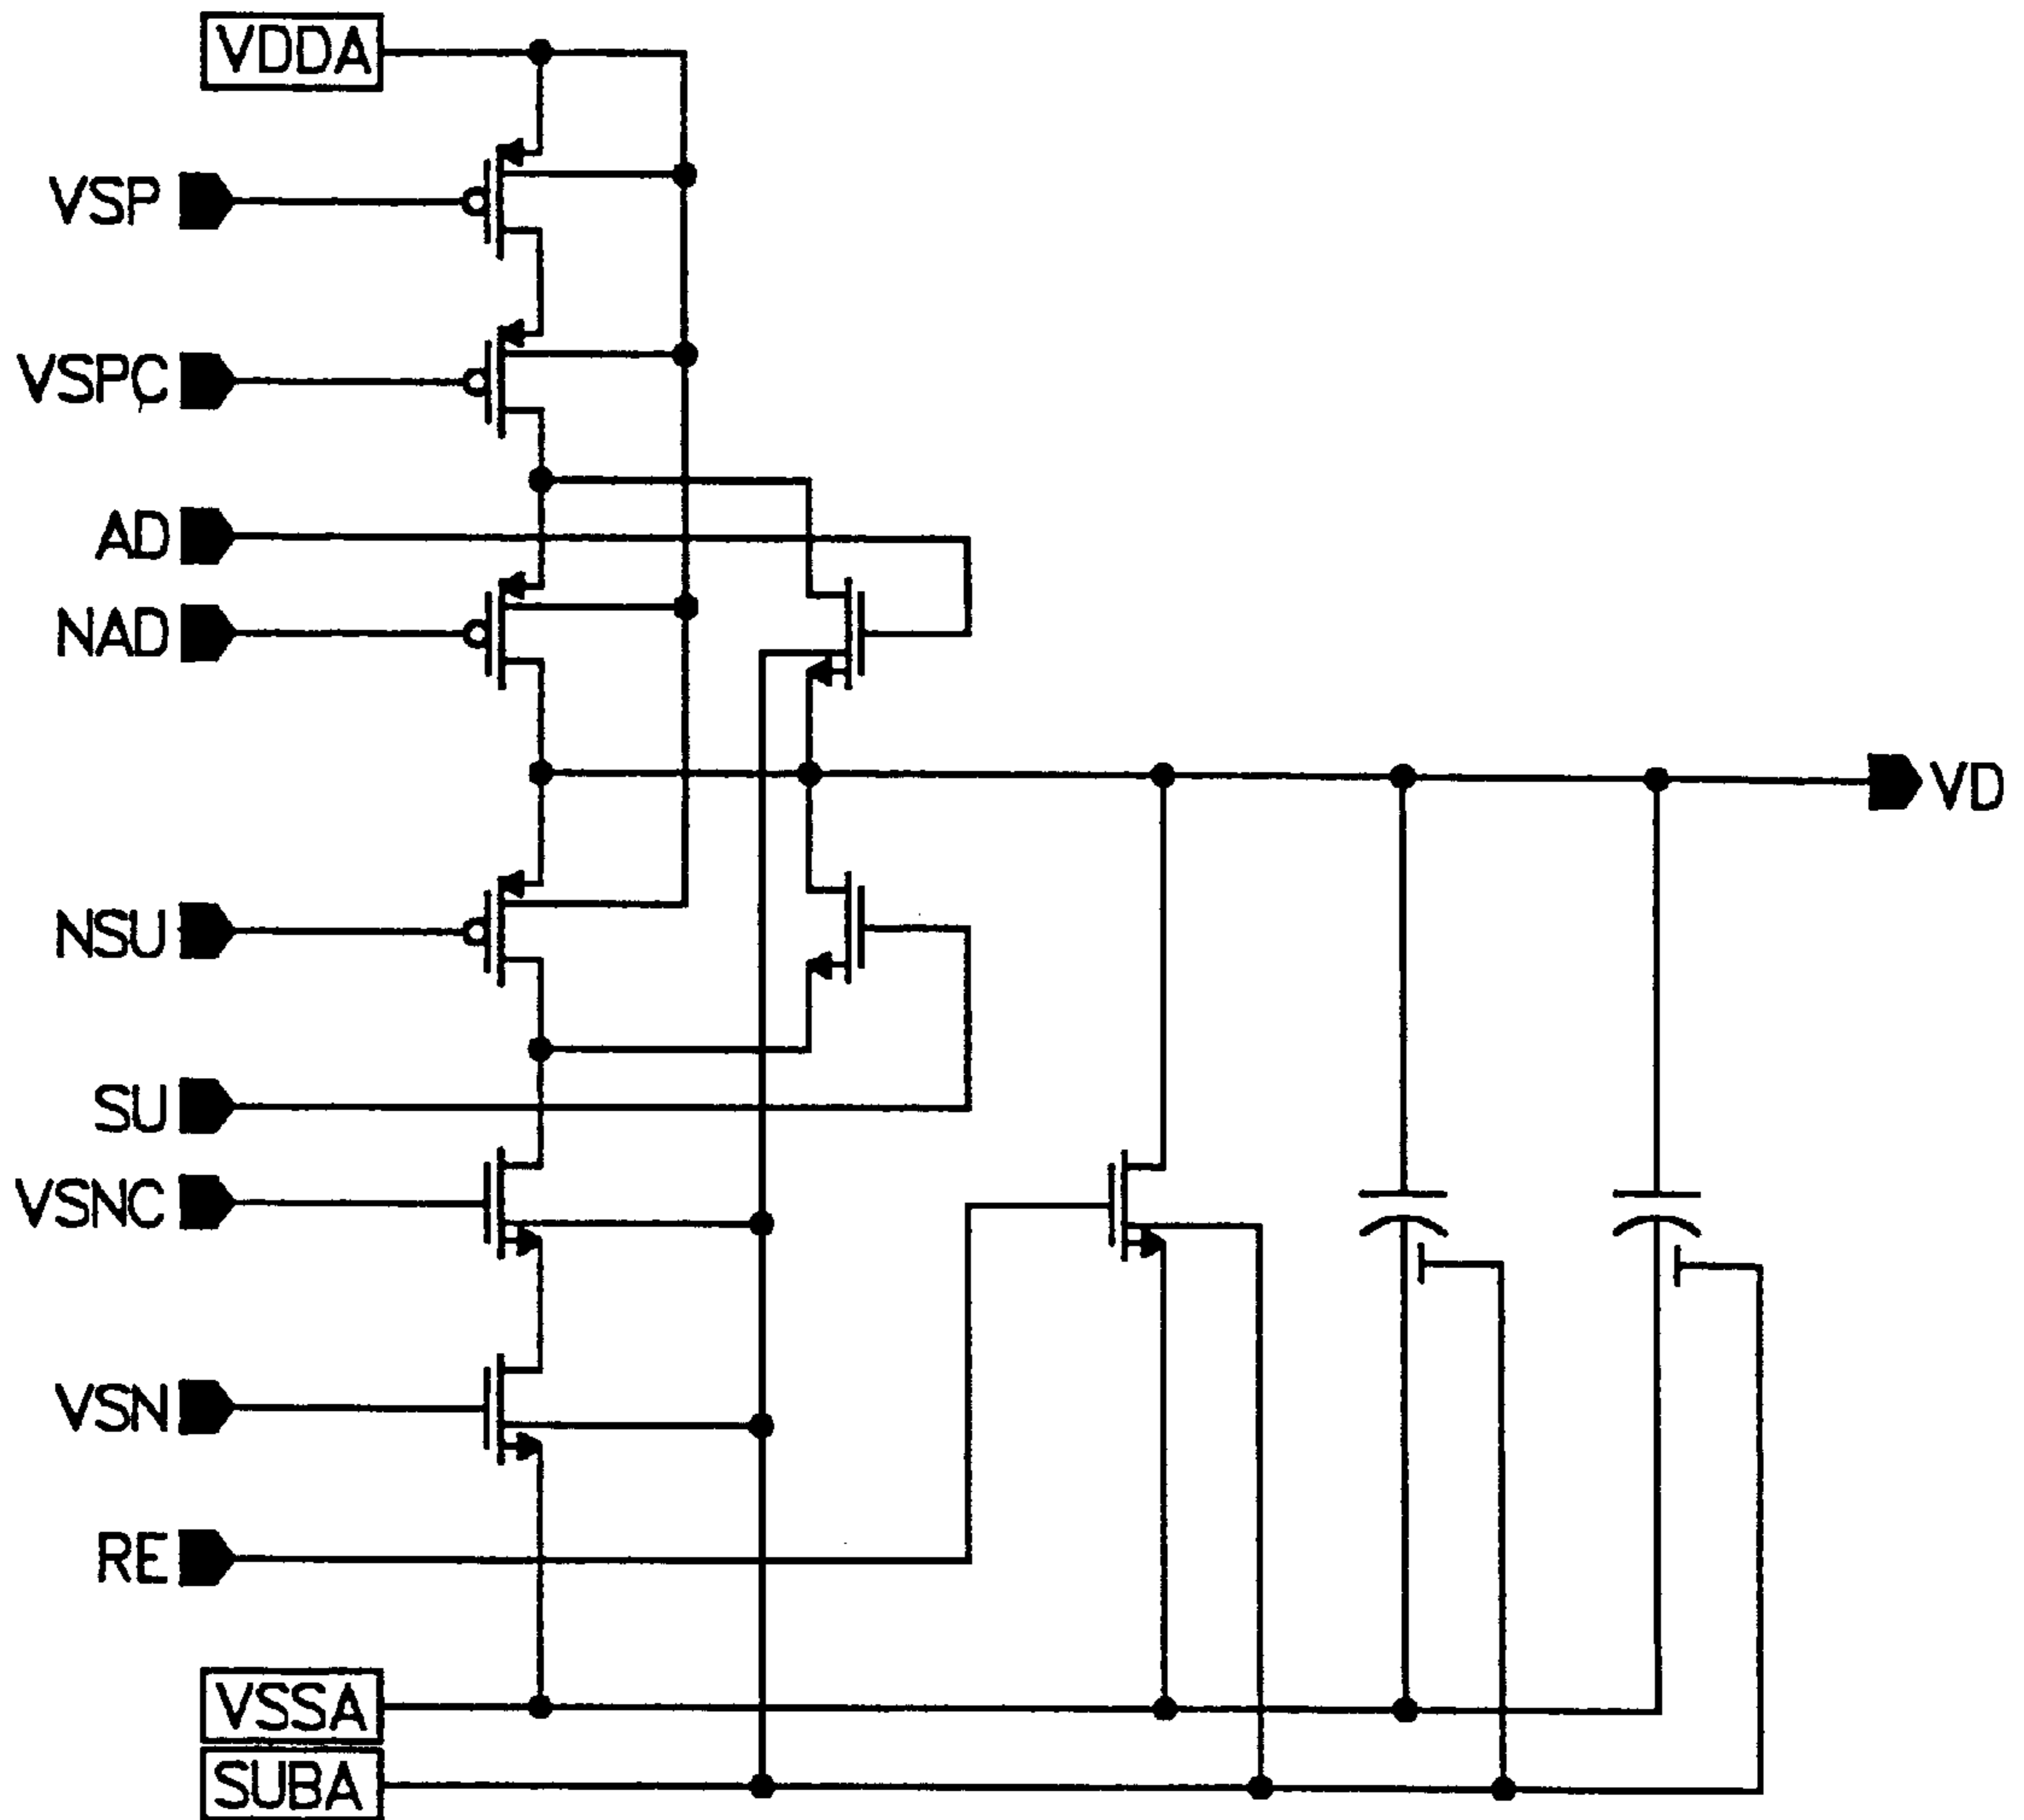 VDDA
VSP
VSPC
AD
NAD
VD
NSU
SU
VSNC
VSN
RE
VSSA
SUBA